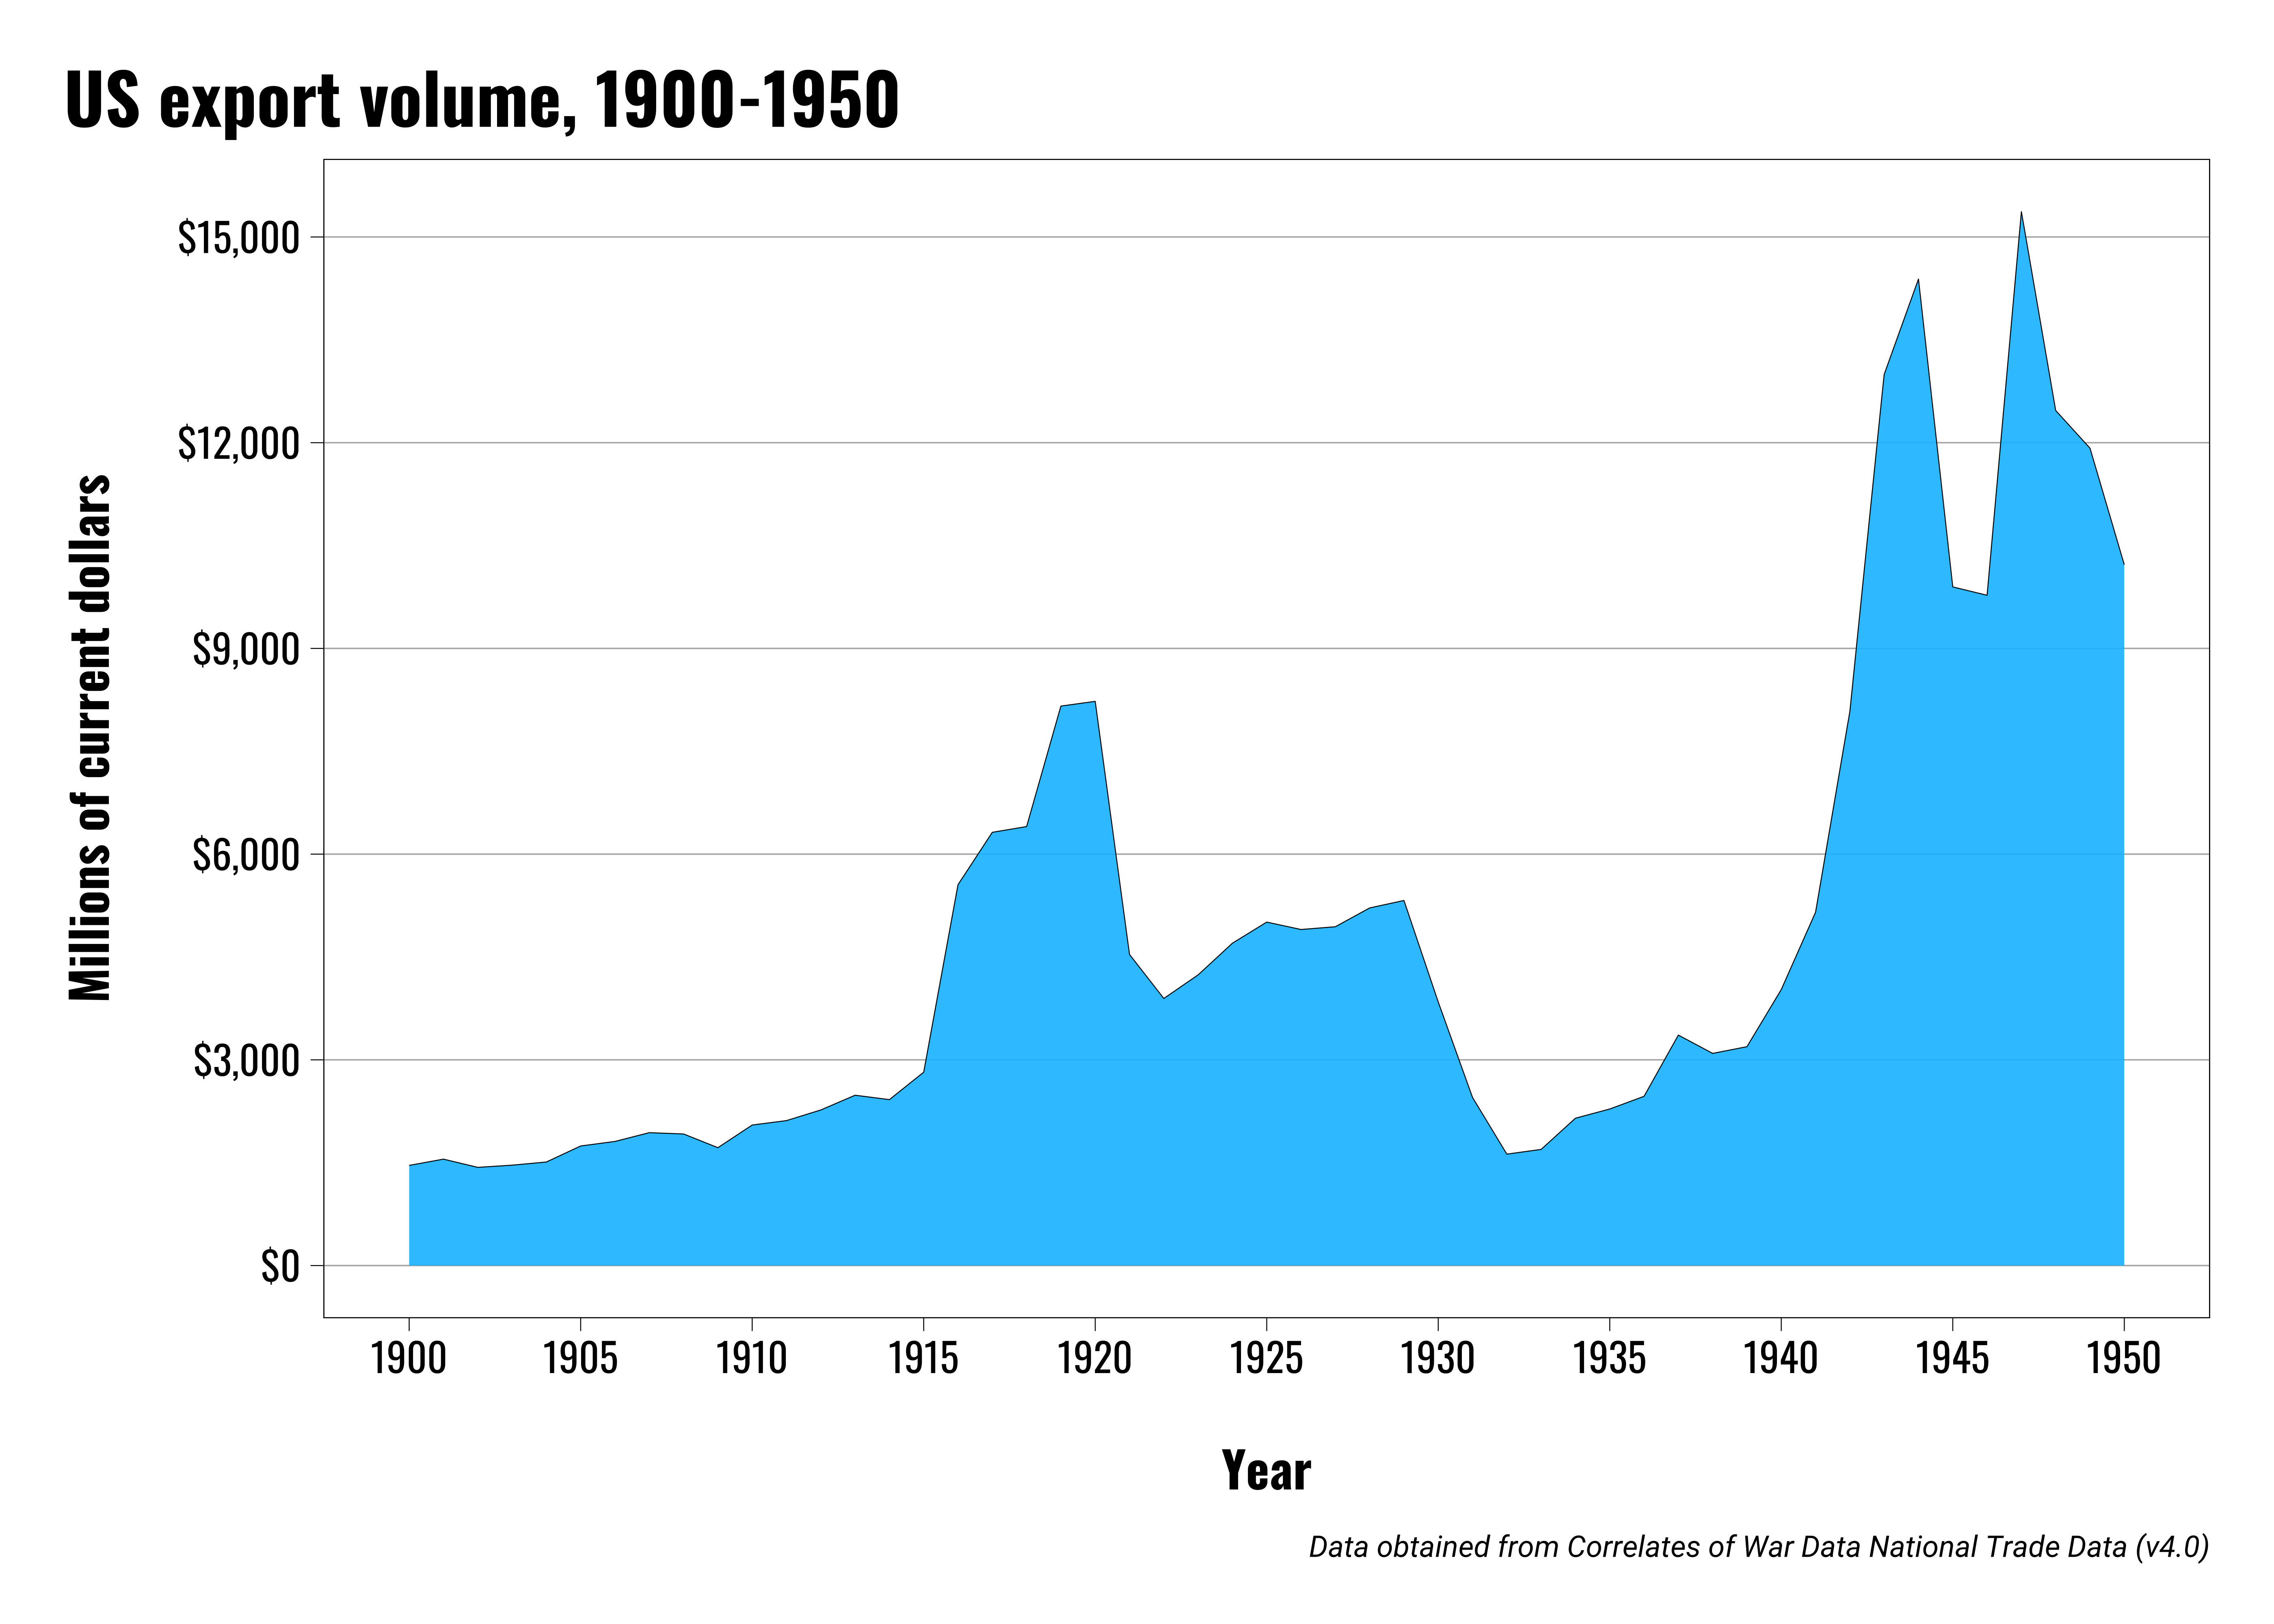 US export volume, 1900-1950
Millions of current dollars
$15,000
$12,000
$9,000
$6,000
$3,000
$0
1900 1905 1910 1915 1920 1925 1930 1935 1940 1945 1950
Year
Data obtained from Correlates of War Data National Trade Data (v4.0)